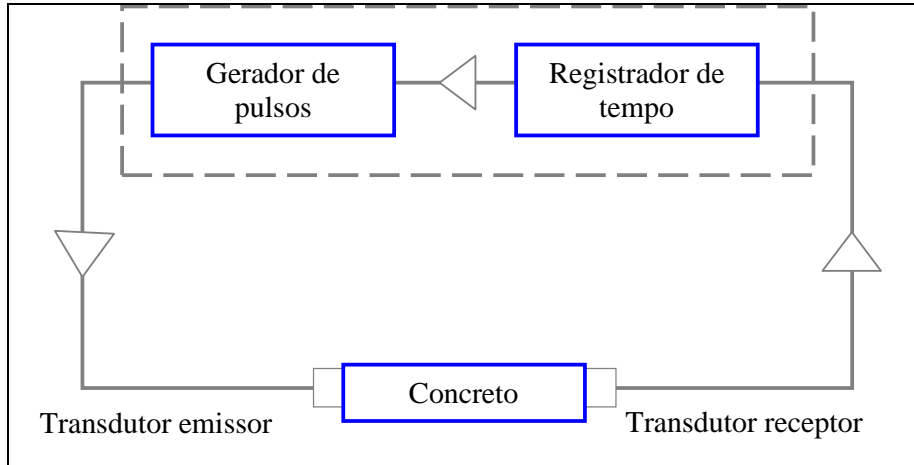 Gerador de
pulsos
Registrador de
tempo
Concreto
Transdutor emissor
Transdutor receptor